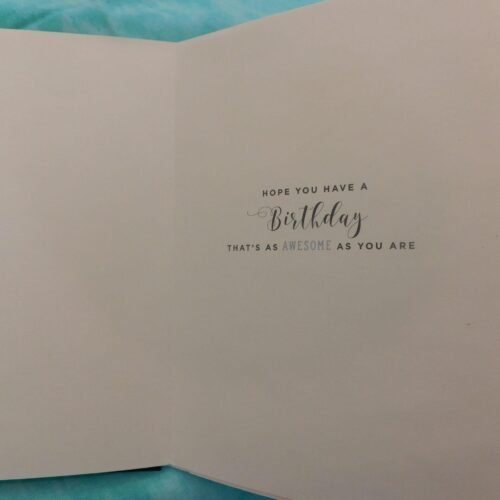 HOPE YOU HAVE A
Birthday
THAT'S AS AWESOME AS YOU ARE